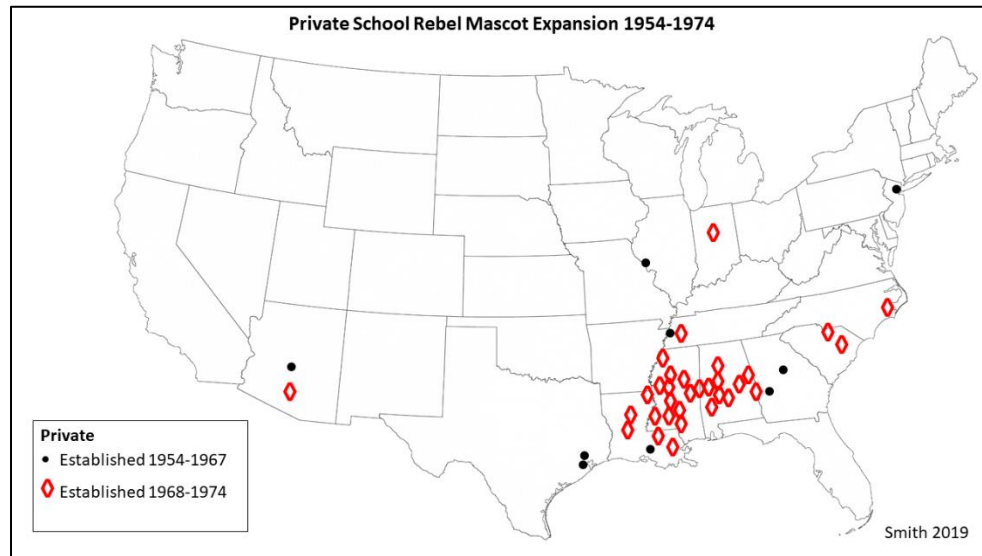 Private School Rebel Mascot Expansion 1954-1974
Private
Established 1954-1967
Established 1968-1974
Smith 2019